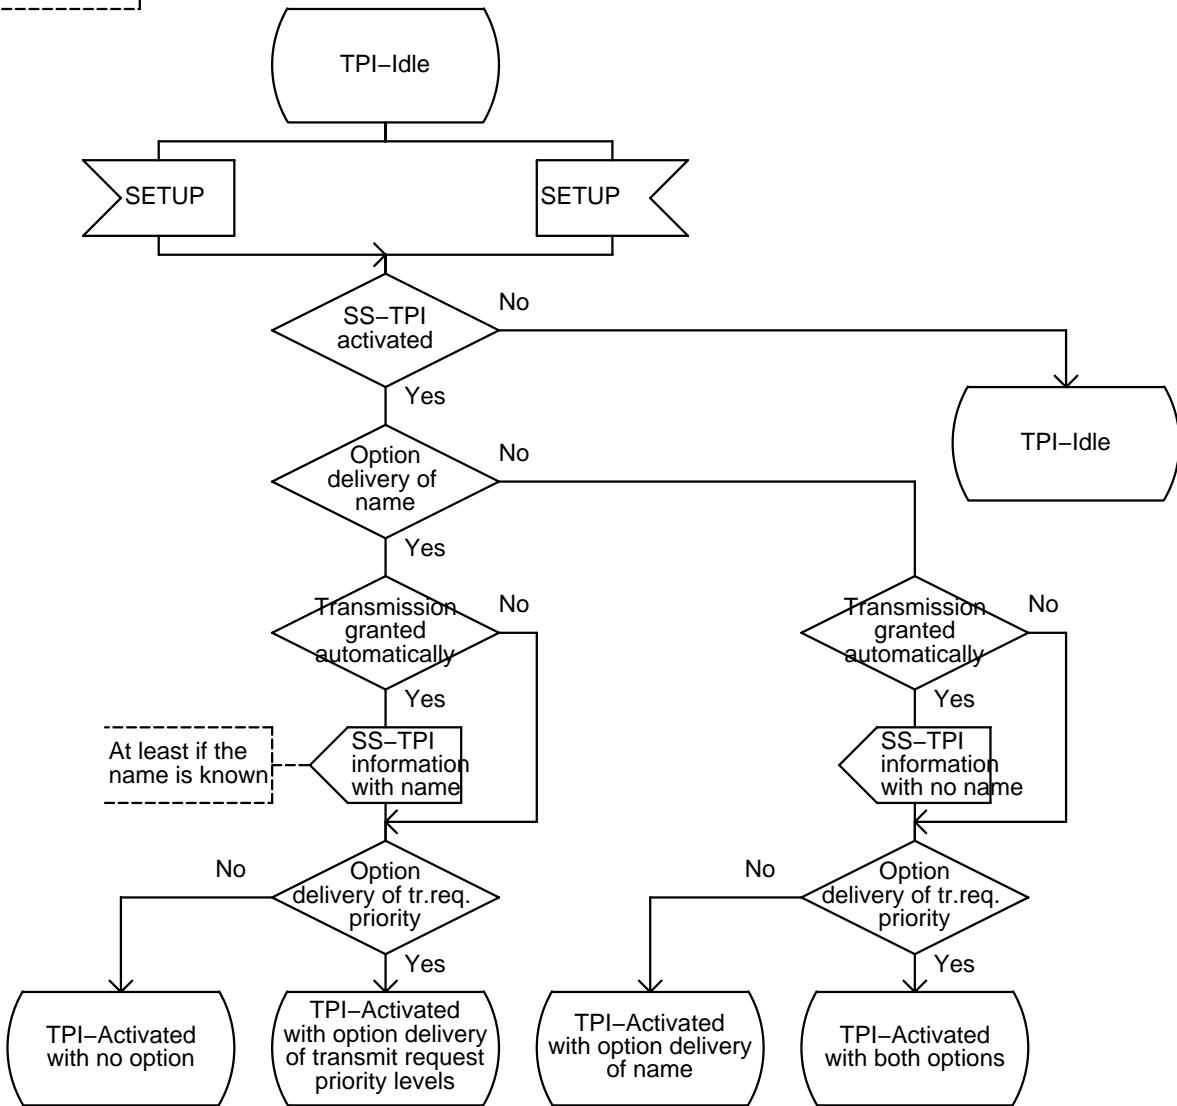 TPI–Idle
SETUP
SETUP
SS–TPI
activated
No
Yes
TPI–Idle
Option
delivery of
name
No
Yes
Transmission
granted
automatically
No
Yes
Transmission
granted
automatically
No
Yes
At least if the
name is known
SS–TPI
information
with name
SS–TPI
information
with no name
No
Option
delivery of tr.req.
priority
Yes
No
Option
delivery of tr.req.
priority
Yes
TPI–Activated
with no option
TPI–Activated
with option delivery
of transmit request
priority levels
TPI–Activated
with option delivery
of name
TPI–Activated
with both options